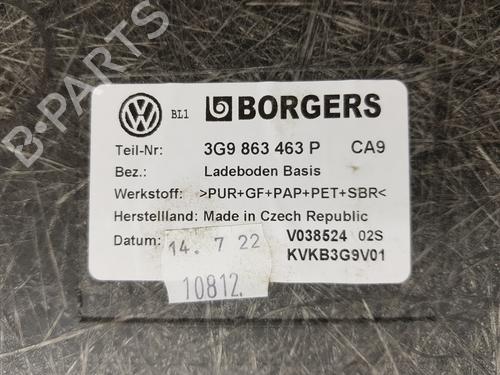 B-PARTS
BL1 BORGERS
Teil-Nr: 3G9 863 463 P CA9
Bez.: Ladeboden Basis
Werkstoff: >PUR+GF+PAP+PET+SBR<
Herstellland: Made in Czech Republic
Datum: 14. 7 22 V038524 02S
KVKB3G9V01
10812.